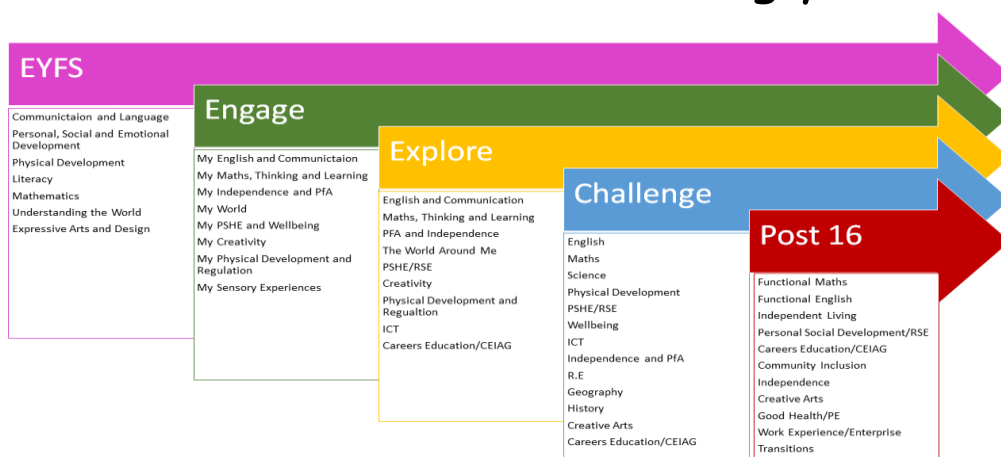 EYFS
Communictaion and Language
Personal, Social and Emotional
Development
Physical Development
Literacy
Mathematics
Understanding the World
Expressive Arts and Design
Engage
My English and Communictaion
My Maths, Thinking and Learning
My Independence and PfA
My World
My PSHE and Wellbeing
My Creativity
My Physical Development and
Regulation
My Sensory Experiences
Explore
English and Communication
Maths, Thinking and Learning
PFA and Independence
The World Around Me
PSHE/RSE
Creativity
Physical Development and
Regualtion
ICT
Careers Education/CEIAG
Challenge
English
Maths
Science
Physical Development
PSHE/RSE
Wellbeing
ICT
Independence and PfA
R.E
Geography
History
Creative Arts
Careers Education/CEIAG
Post 16
Functional Maths
Functional English
Independent Living
Personal Social Development/RSE
Careers Education/CEIAG
Community Inclusion
Independence
Creative Arts
Good Health/PE
Work Experience/Enterprise
Transitions